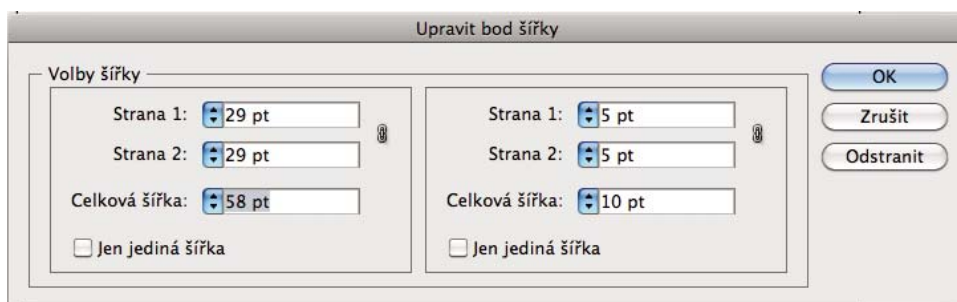 Upravit bod šířky
Volby šířky
Strana 1: 29 pt
Strana 2: 29 pt
Celková šířka: 58 pt
Jen jediná šířka
Strana 1: 5 pt
Strana 2: 5 pt
Celková šířka: 10 pt
Jen jediná šířka
OK
Zrušit
Odstranit